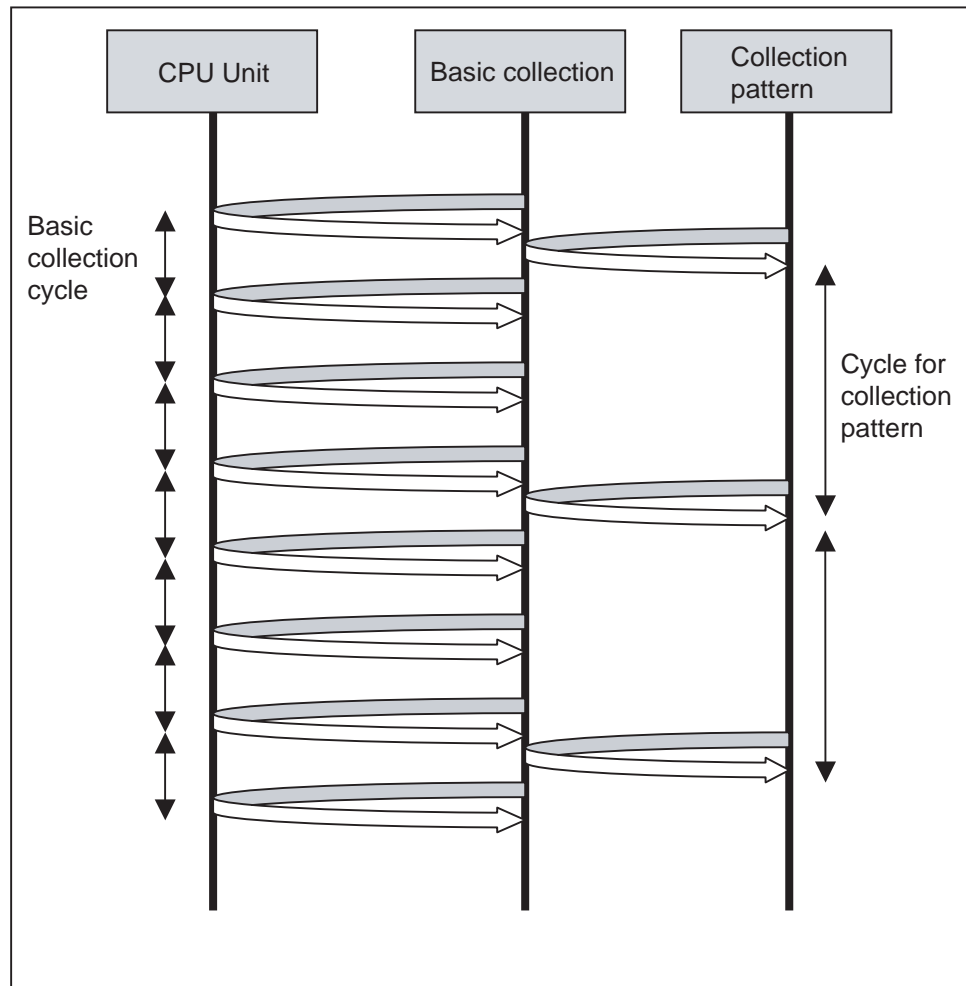 CPU Unit
Basic collection
Collection
pattern
Basic
collection
cycle
Cycle for
collection
pattern